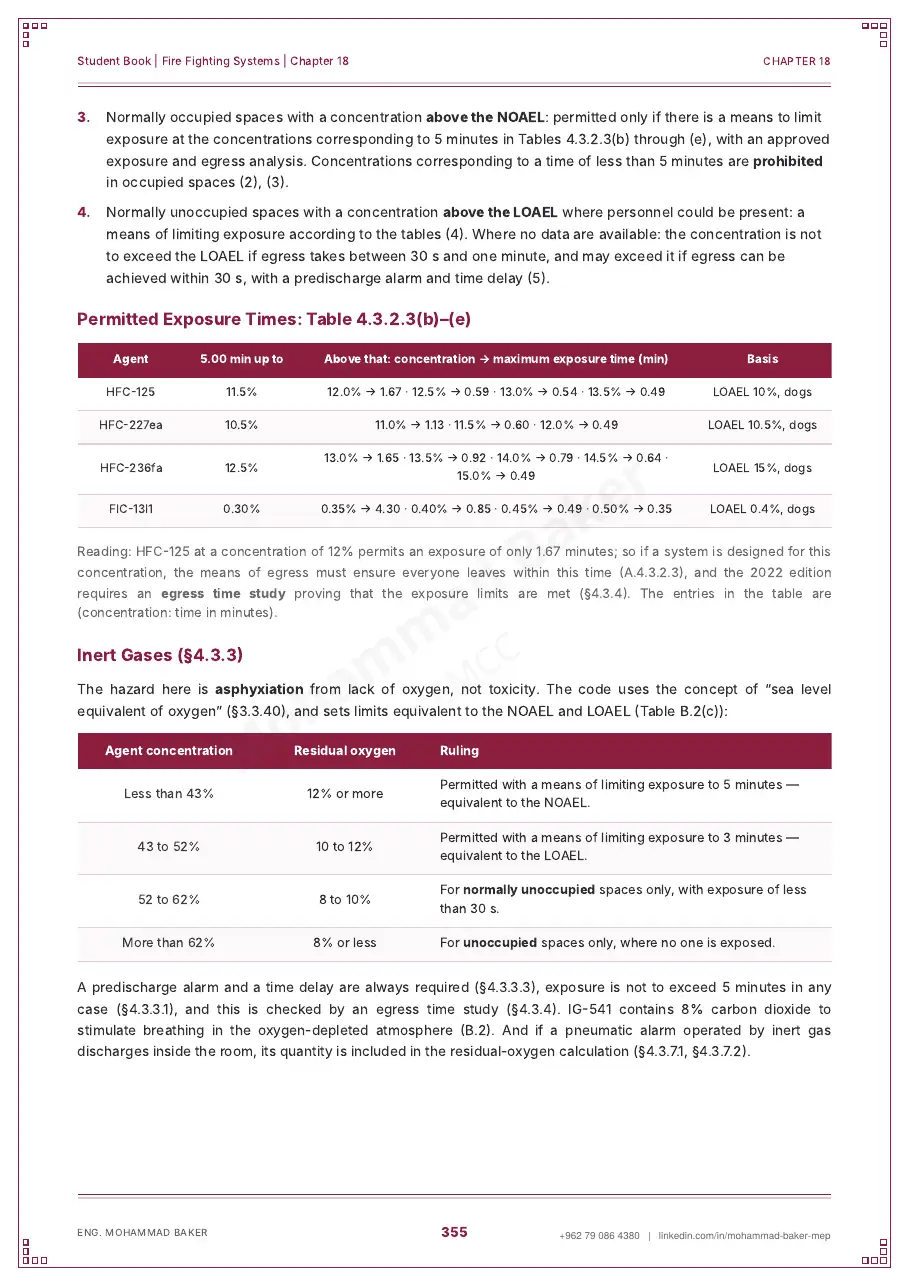 Student Book | Fire Fighting Systems | Chapter 18
CHAPTER 18
3. Normally occupied spaces with a concentration above the NOAEL: permitted only if there is a means to limit
exposure at the concentrations corresponding to 5 minutes in Tables 4.3.2.3(b) through (e), with an approved
exposure and egress analysis. Concentrations corresponding to a time of less than 5 minutes are prohibited
in occupied spaces (2), (3).
4. Normally unoccupied spaces with a concentration above the LOAEL where personnel could be present: a
means of limiting exposure according to the tables (4). Where no data are available: the concentration is not
to exceed the LOAEL if egress takes between 30 s and one minute, and may exceed it if egress can be
achieved within 30 s, with a predischarge alarm and time delay (5).
Permitted Exposure Times: Table 4.3.2.3(b)–(e)
Agent 5.00 min up to Above that: concentration → maximum exposure time (min) Basis
HFC-125 11.5% 12.0% → 1.67 · 12.5% → 0.59 · 13.0% → 0.54 · 13.5% → 0.49 LOAEL 10%, dogs
HFC-227ea 10.5% 11.0% → 1.13 · 11.5% → 0.60 · 12.0% → 0.49 LOAEL 10.5%, dogs
HFC-236fa 12.5% 13.0% → 1.65 · 13.5% → 0.92 · 14.0% → 0.79 · 14.5% → 0.64 ·
15.0% → 0.49 LOAEL 15%, dogs
FIC-13I1 0.30% 0.35% → 4.30 · 0.40% → 0.85 · 0.45% → 0.49 · 0.50% → 0.35 LOAEL 0.4%, dogs
Reading: HFC-125 at a concentration of 12% permits an exposure of only 1.67 minutes; so if a system is designed for this
concentration, the means of egress must ensure everyone leaves within this time (A.4.3.2.3), and the 2022 edition
requires an egress time study proving that the exposure limits are met (§4.3.4). The entries in the table are
(concentration: time in minutes).
Inert Gases (§4.3.3)
The hazard here is asphyxiation from lack of oxygen, not toxicity. The code uses the concept of “sea level
equivalent of oxygen” (§3.3.40), and sets limits equivalent to the NOAEL and LOAEL (Table B.2(c)):
Agent concentration Residual oxygen Ruling
Less than 43% 12% or more Permitted with a means of limiting exposure to 5 minutes —
equivalent to the NOAEL.
43 to 52% 10 to 12% Permitted with a means of limiting exposure to 3 minutes —
equivalent to the LOAEL.
52 to 62% 8 to 10% For normally unoccupied spaces only, with exposure of less
than 30 s.
More than 62% 8% or less For unoccupied spaces only, where no one is exposed.
A predischarge alarm and a time delay are always required (§4.3.3.3), exposure is not to exceed 5 minutes in any
case (§4.3.3.1), and this is checked by an egress time study (§4.3.4). IG-541 contains 8% carbon dioxide to
stimulate breathing in the oxygen-depleted atmosphere (B.2). And if a pneumatic alarm operated by inert gas
discharges inside the room, its quantity is included in the residual-oxygen calculation (§4.3.7.1, §4.3.7.2).
Mohammad Baker
MCC
ENG. MOHAMMAD BAKER
355
+962 79 086 4380 | linkedin.com/in/mohammad-baker-mep